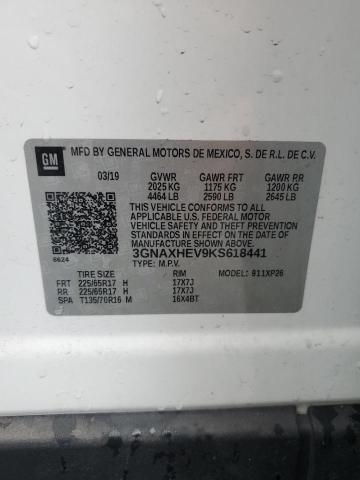 GM
MFD BY GENERAL MOTORS DE MEXICO, S. DE R.L. DE C.V.
03/19 GVWR GAWR FRT GAWR RR
2025 KG 1175 KG 1200 KG
4464 LB 2590 LB 2645 LB
THIS VEHICLE CONFORMS TO ALL
APPLICABLE U.S. FEDERAL MOTOR
VEHICLE SAFETY AND THEFT PREVENTION
STANDARDS IN EFFECT ON THE DATE OF
MANUFACTURE SHOWN ABOVE.
3GNAXHEV9KS618441
6624 TYPE: M.P.V. MODEL: 911XP26
TIRE SIZE RIM
FRT 225/65R17 H 17X7J
RR 225/65R17 H 17X7J
SPA T135/70R16 M 16X4BT